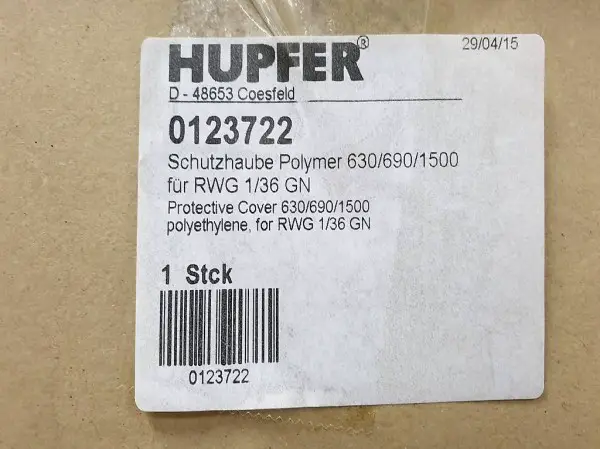 HUPFER®
29/04/15
D - 48653 Coesfeld
0123722
Schutzhaube Polymer 630/690/1500
für RWG 1/36 GN
Protective Cover 630/690/1500
polyethylene, for RWG 1/36 GN
1 Stck
0123722